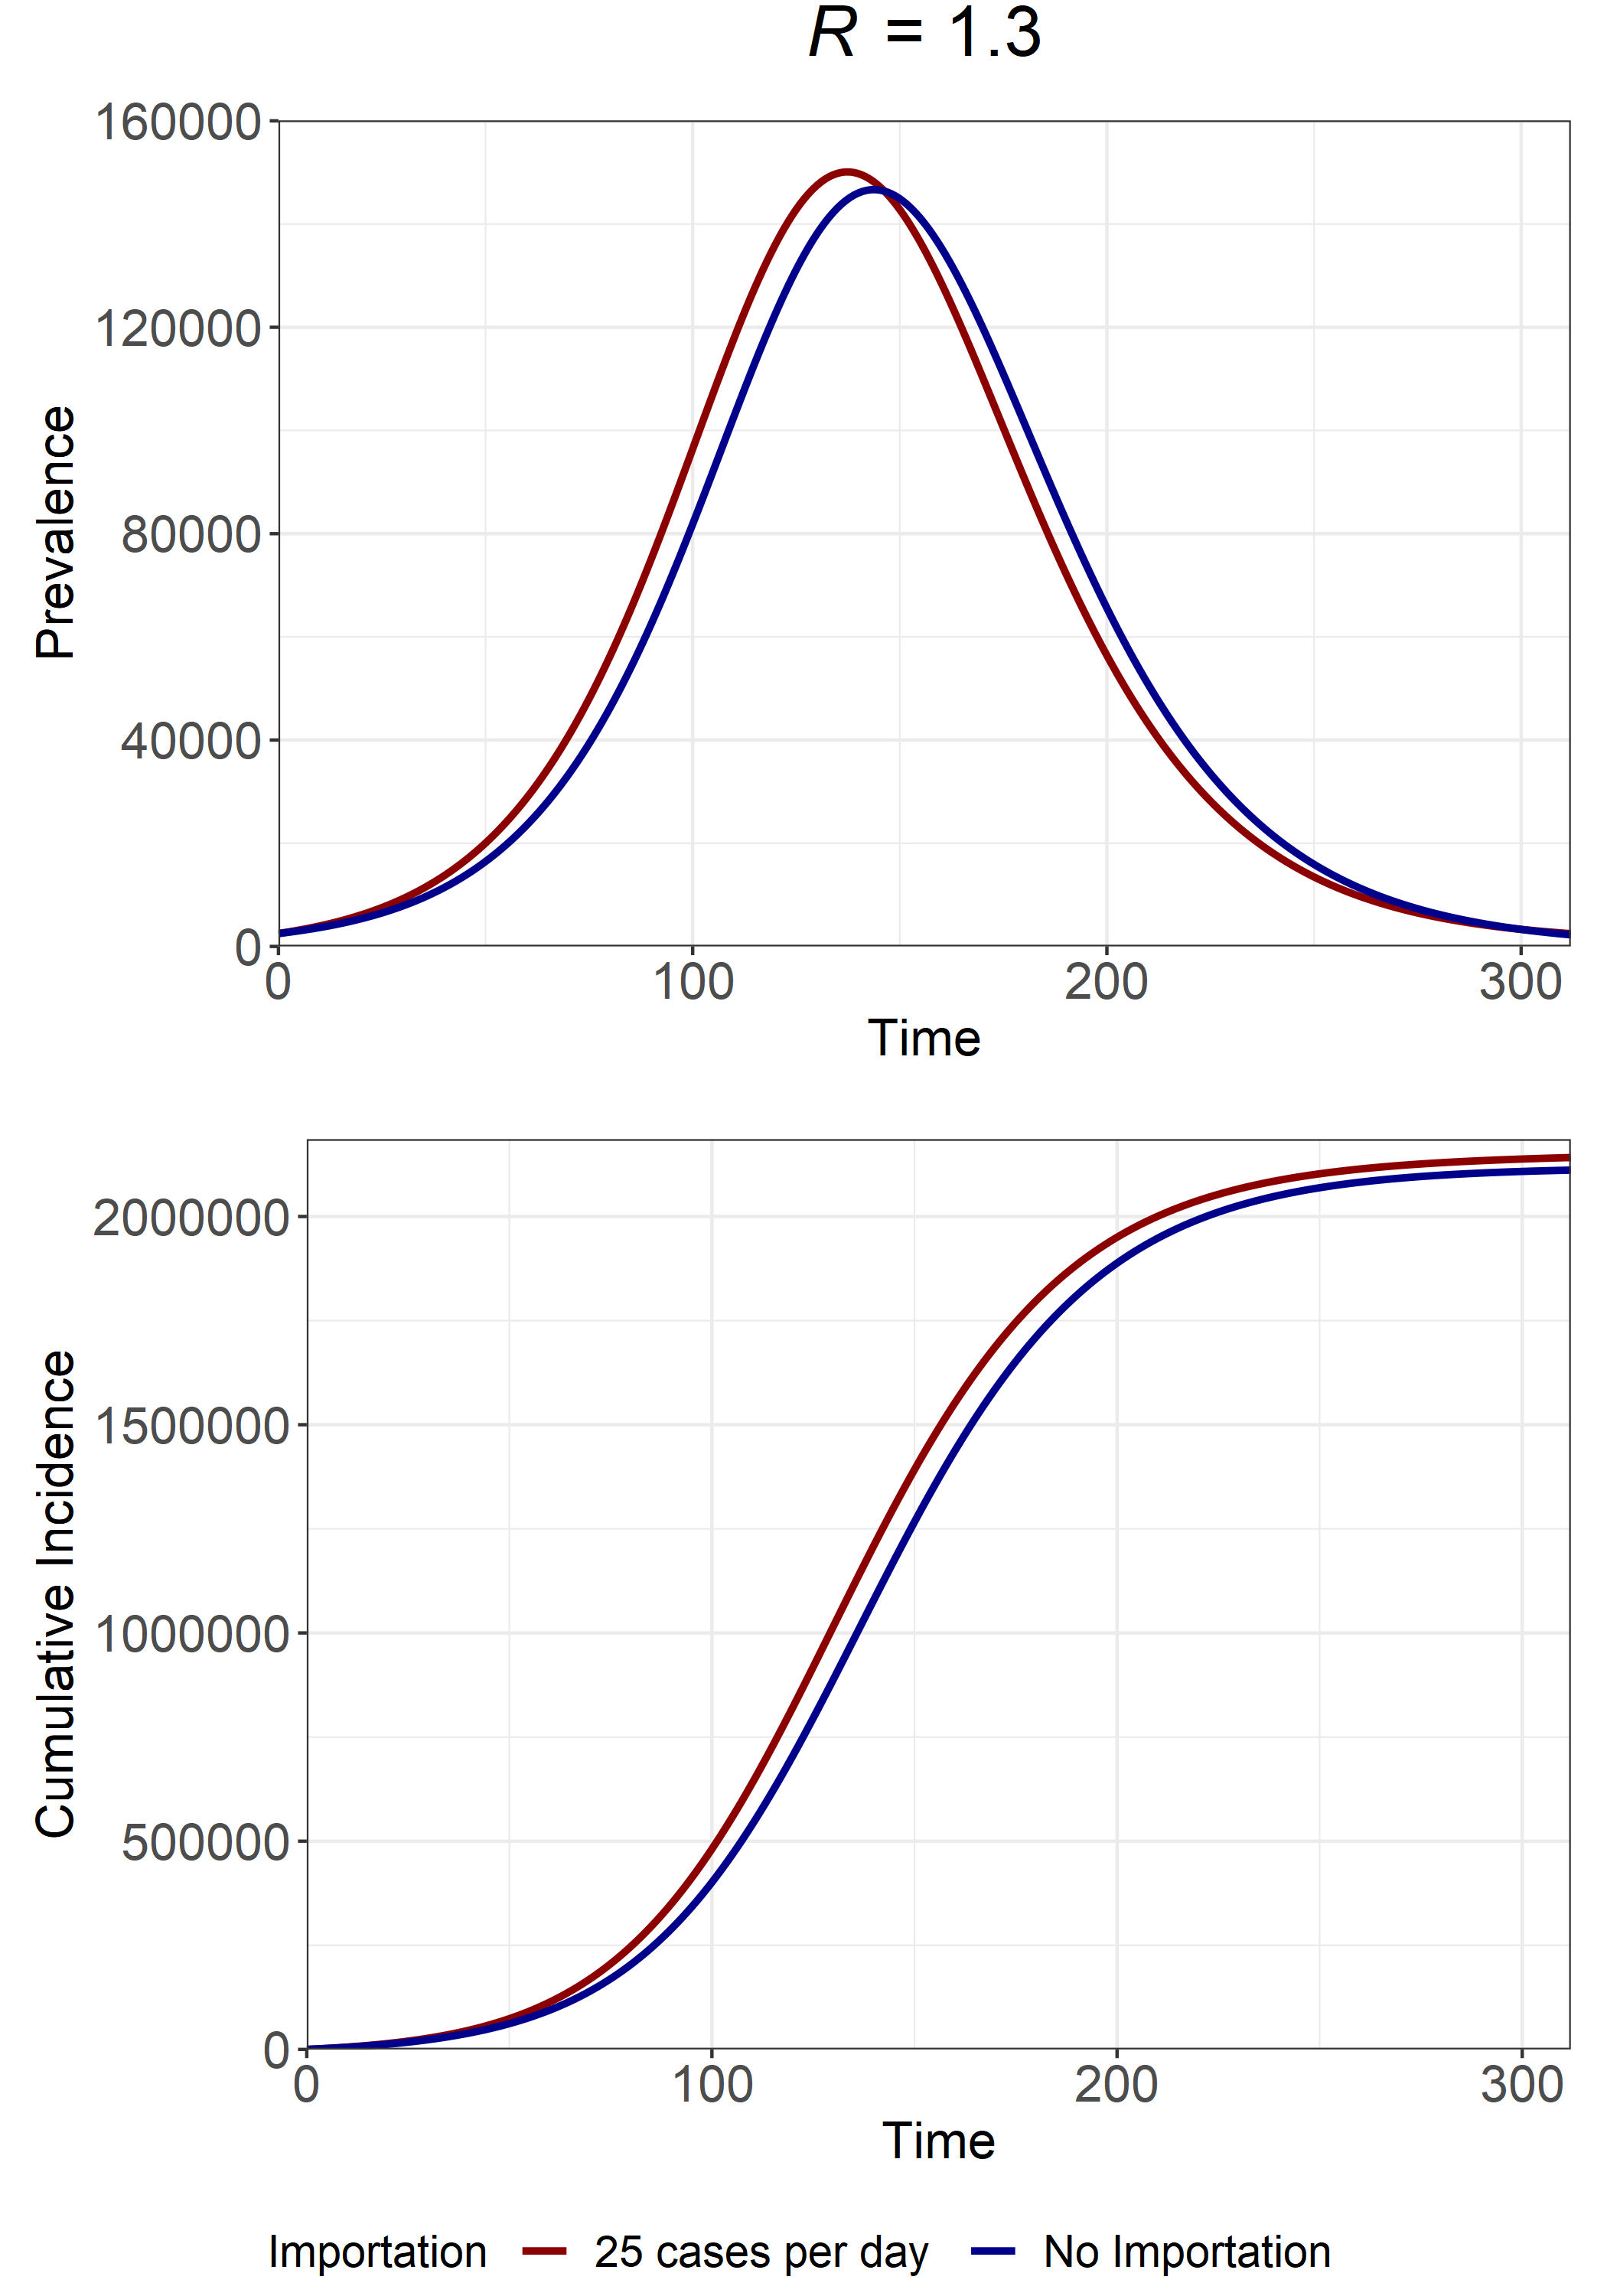 R = 1.3
160000
120000
80000
40000
0
Prevalence
0 100 200 300
Time
2000000
1500000
1000000
500000
0
Cumulative Incidence
0 100 200 300
Time
Importation 25 cases per day No Importation